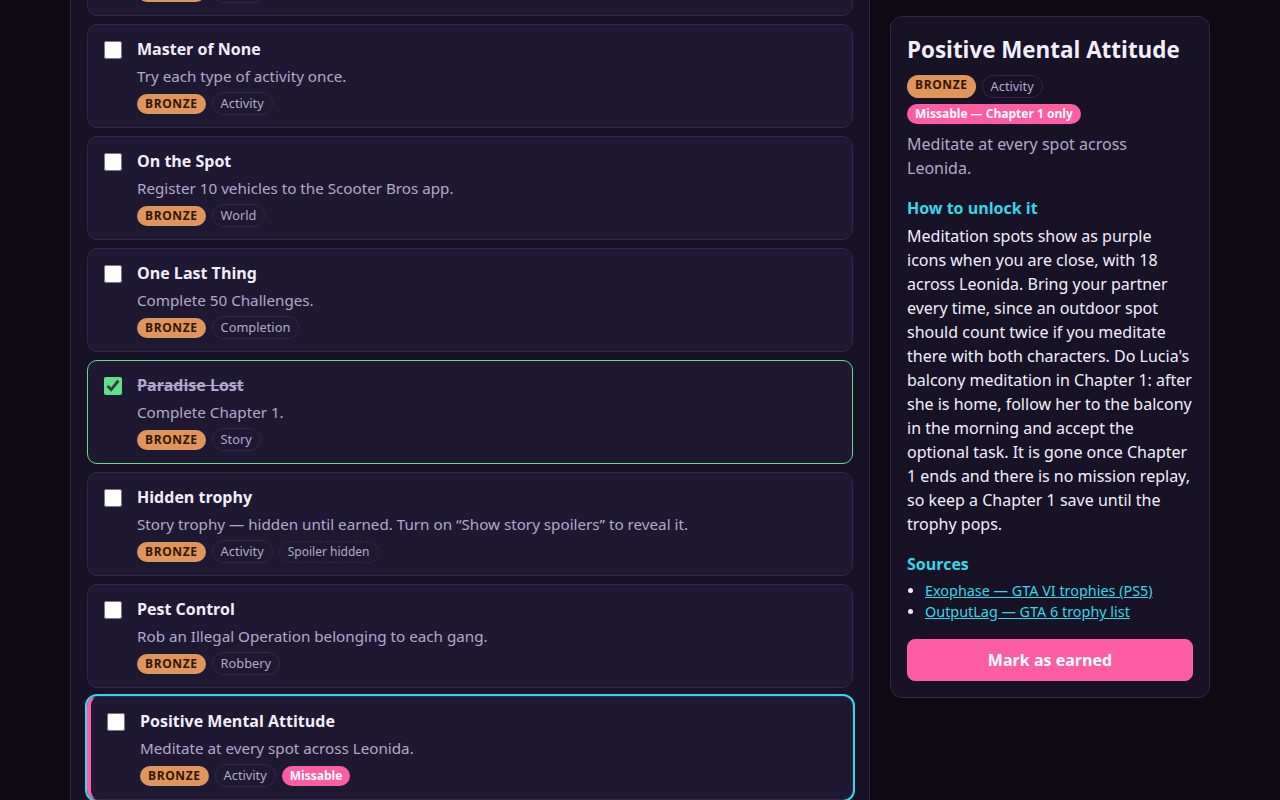 Master of None
Try each type of activity once.
BRONZE Activity
On the Spot
Register 10 vehicles to the Scooter Bros app.
BRONZE World
One Last Thing
Complete 50 Challenges.
BRONZE Completion
Paradise Lost
Complete Chapter 1.
BRONZE Story
Hidden trophy
Story trophy — hidden until earned. Turn on “Show story spoilers” to reveal it.
BRONZE Activity Spoiler hidden
Pest Control
Rob an Illegal Operation belonging to each gang.
BRONZE Robbery
Positive Mental Attitude
Meditate at every spot across Leonida.
BRONZE Activity Missable
Positive Mental Attitude
BRONZE Activity
Missable — Chapter 1 only
Meditate at every spot across
Leonida.
How to unlock it
Meditation spots show as purple
icons when you are close, with 18
across Leonida. Bring your partner
every time, since an outdoor spot
should count twice if you meditate
there with both characters. Do Lucia's
balcony meditation in Chapter 1: after
she is home, follow her to the balcony
in the morning and accept the
optional task. It is gone once Chapter
1 ends and there is no mission replay,
so keep a Chapter 1 save until the
trophy pops.
Sources
Exophase — GTA VI trophies (PS5)
OutputLag — GTA 6 trophy list
Mark as earned